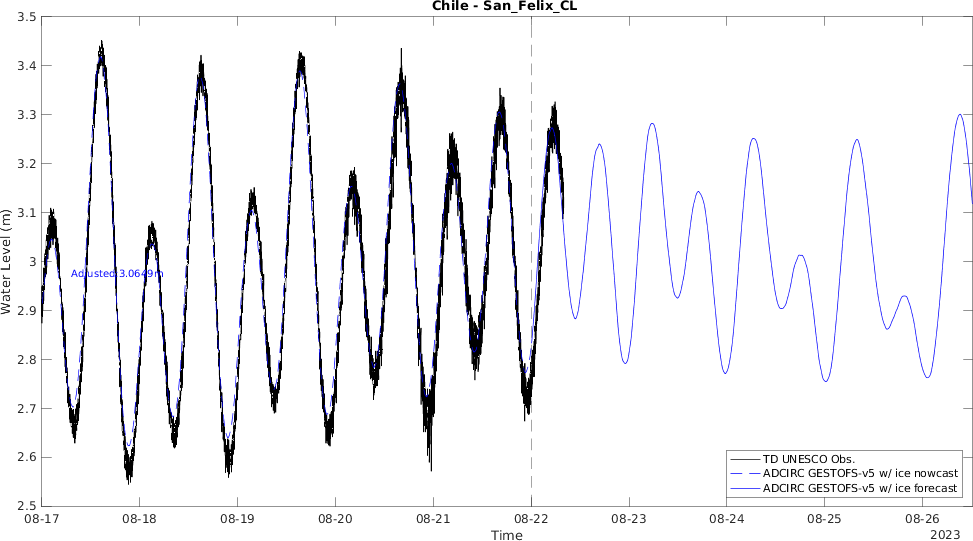 Chile - San_Felix_CL
Water Level (m)
3.5
3.4
3.3
3.2
3.1
3
2.9
2.8
2.7
2.6
2.5
Adjusted:3.0649m
TD UNESCO Obs.
ADCIRC GESTOFS-v5 w/ ice nowcast
ADCIRC GESTOFS-v5 w/ ice forecast
08-17 08-18 08-19 08-20 08-21 08-22 08-23 08-24 08-25 08-26
Time
2023